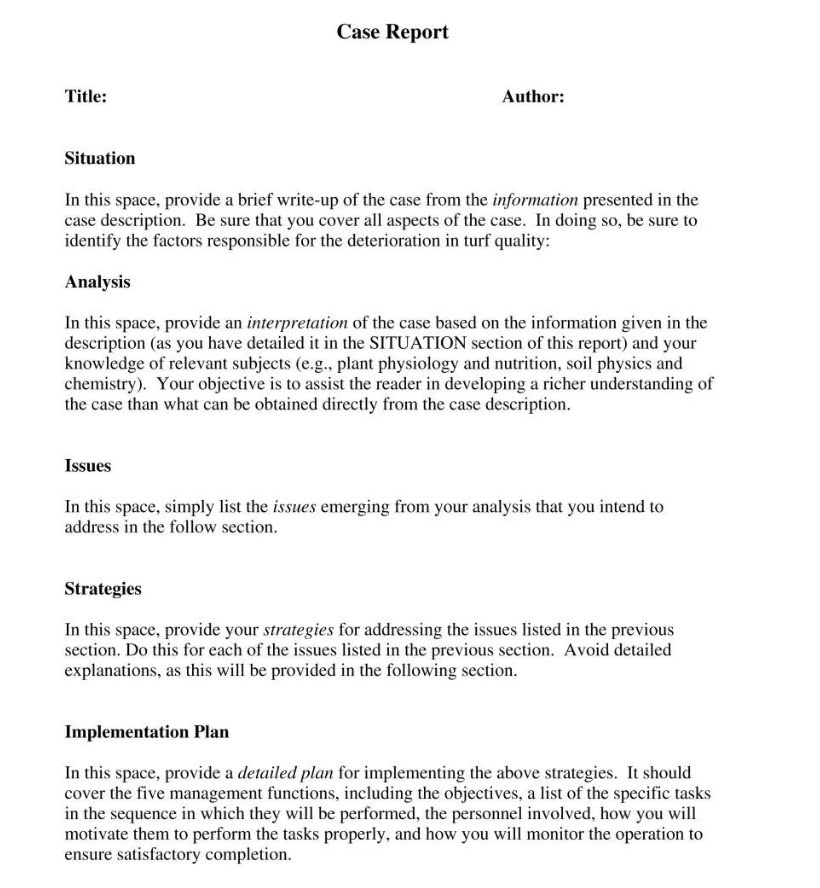 Case Report
Title: Author:
Situation
In this space, provide a brief write-up of the case from the information presented in the
case description.  Be sure that you cover all aspects of the case.  In doing so, be sure to
identify the factors responsible for the deterioration in turf quality:
Analysis
In this space, provide an interpretation of the case based on the information given in the
description (as you have detailed it in the SITUATION section of this report) and your
knowledge of relevant subjects (e.g., plant physiology and nutrition, soil physics and
chemistry).  Your objective is to assist the reader in developing a richer understanding of
the case than what can be obtained directly from the case description.
Issues
In this space, simply list the issues emerging from your analysis that you intend to
address in the follow section.
Strategies
In this space, provide your strategies for addressing the issues listed in the previous
section. Do this for each of the issues listed in the previous section.  Avoid detailed
explanations, as this will be provided in the following section.
Implementation Plan
In this space, provide a detailed plan for implementing the above strategies.  It should
cover the five management functions, including the objectives, a list of the specific tasks
in the sequence in which they will be performed, the personnel involved, how you will
motivate them to perform the tasks properly, and how you will monitor the operation to
ensure satisfactory completion.